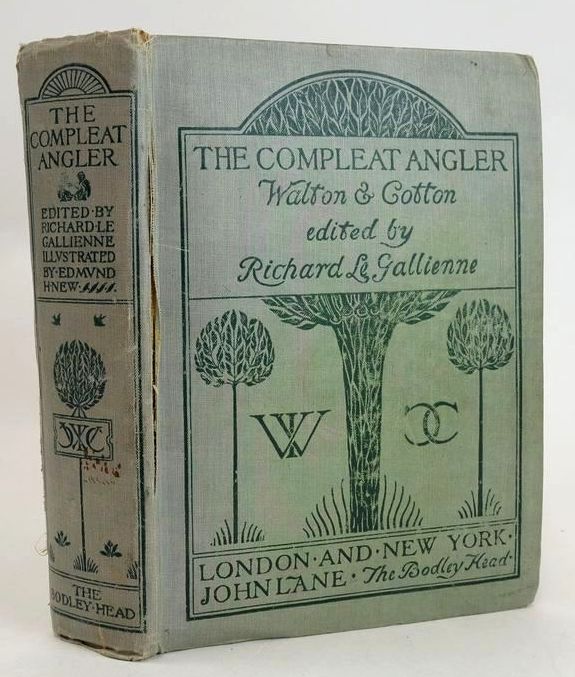 THE
COMPLEAT
ANGLER
EDITED·BY
RICHARD·LE
GALLIENNE
ILLVSTRATED
BY·EDMVND
H·NEW
THE
BODLEY·HEAD
THE COMPLEAT ANGLER
Walton & Cotton
edited by
Richard Le Gallienne
LONDON·AND·NEW YORK·
JOHN LANE·The Bodley Head·